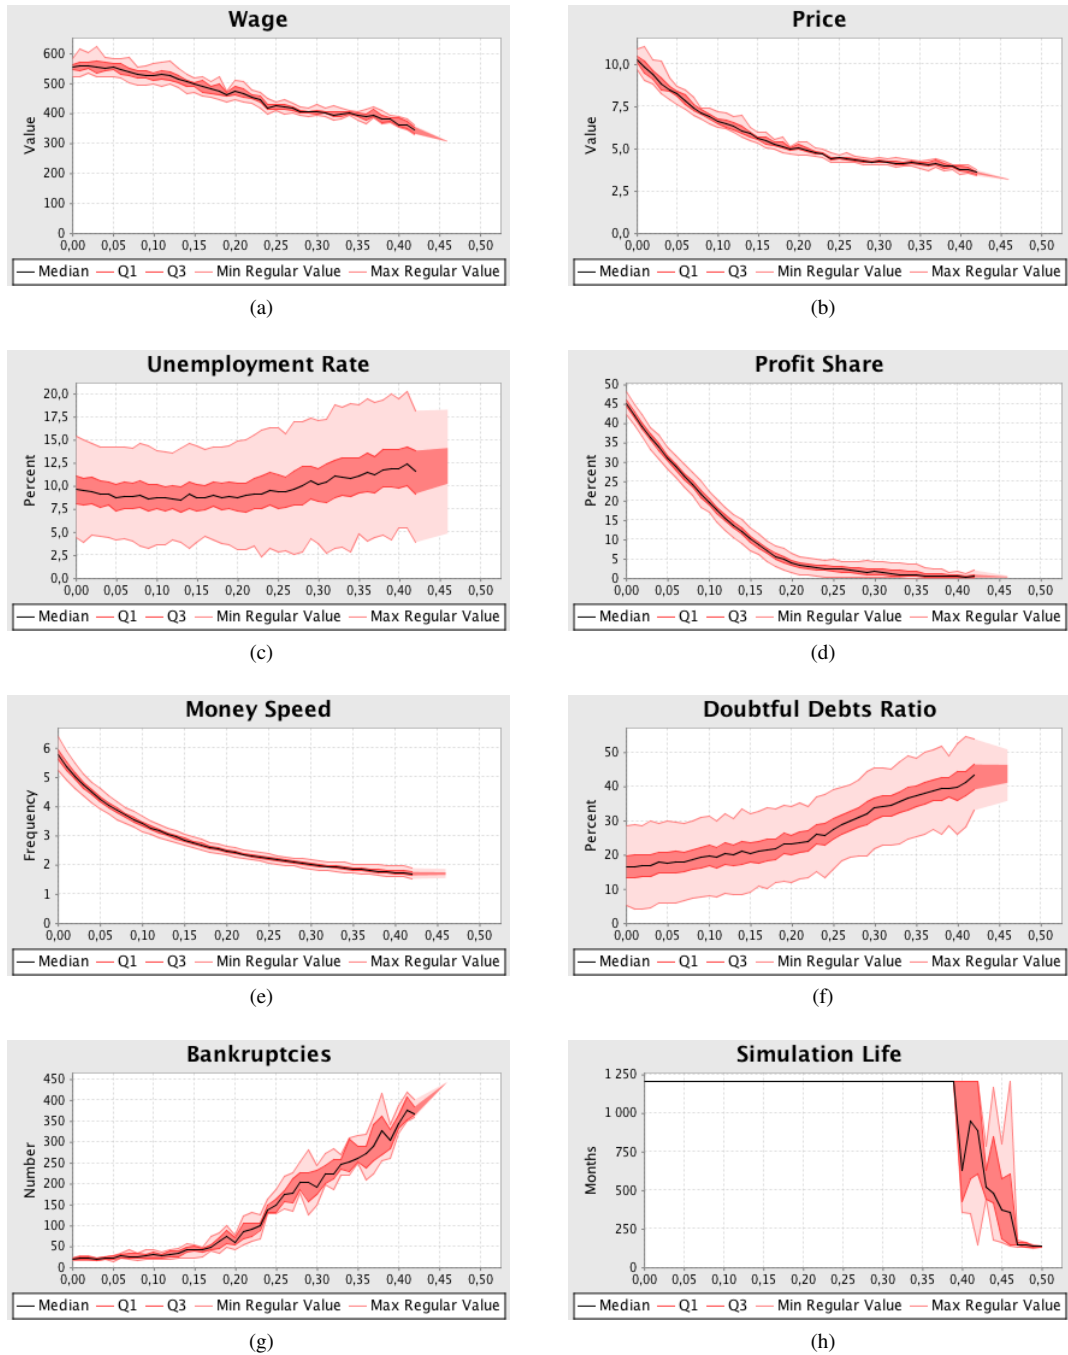 Wage
600
500
400
300
200
100
0
Value
0,00 0,05 0,10 0,15 0,20 0,25 0,30 0,35 0,40 0,45 0,50
Median Q1 Q3 Min Regular Value Max Regular Value
(a)
Price
10,0
7,5
5,0
2,5
0,0
Value
0,00 0,05 0,10 0,15 0,20 0,25 0,30 0,35 0,40 0,45 0,50
Median Q1 Q3 Min Regular Value Max Regular Value
(b)
Unemployment Rate
20,0
17,5
15,0
12,5
10,0
7,5
5,0
2,5
0,0
Percent
0,00 0,05 0,10 0,15 0,20 0,25 0,30 0,35 0,40 0,45 0,50
Median Q1 Q3 Min Regular Value Max Regular Value
(c)
Profit Share
50
45
40
35
30
25
20
15
10
5
0
Percent
0,00 0,05 0,10 0,15 0,20 0,25 0,30 0,35 0,40 0,45 0,50
Median Q1 Q3 Min Regular Value Max Regular Value
(d)
Money Speed
6
5
4
3
2
1
0
Frequency
0,00 0,05 0,10 0,15 0,20 0,25 0,30 0,35 0,40 0,45 0,50
Median Q1 Q3 Min Regular Value Max Regular Value
(e)
Doubtful Debts Ratio
50
40
30
20
10
0
Percent
0,00 0,05 0,10 0,15 0,20 0,25 0,30 0,35 0,40 0,45 0,50
Median Q1 Q3 Min Regular Value Max Regular Value
(f)
Bankruptcies
450
400
350
300
250
200
150
100
50
0
Number
0,00 0,05 0,10 0,15 0,20 0,25 0,30 0,35 0,40 0,45 0,50
Median Q1 Q3 Min Regular Value Max Regular Value
(g)
Simulation Life
1 250
1 000
750
500
250
0
Months
0,00 0,05 0,10 0,15 0,20 0,25 0,30 0,35 0,40 0,45 0,50
Median Q1 Q3 Min Regular Value Max Regular Value
(h)